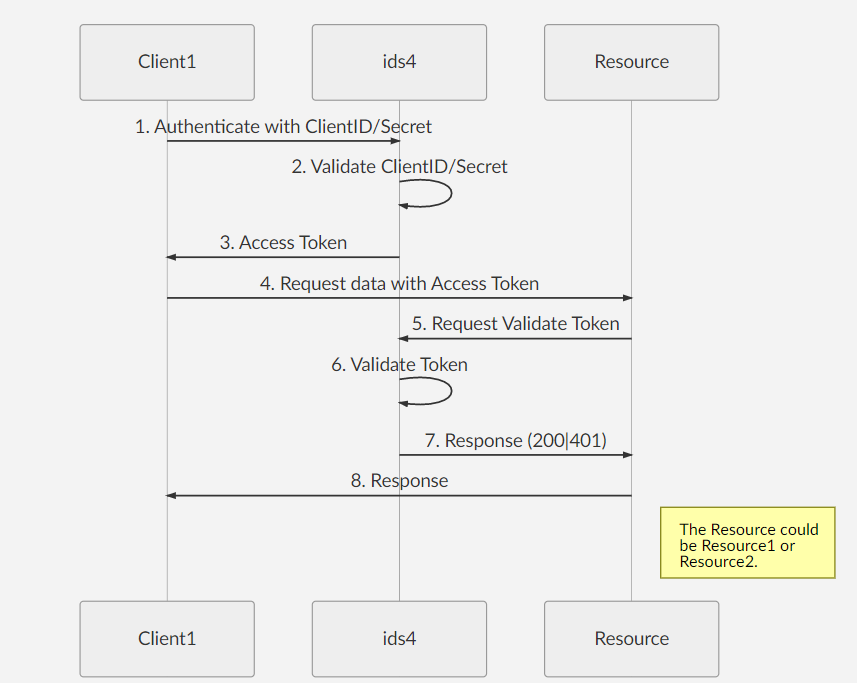 Client1
ids4
Resource
1. Authenticate with ClientID/Secret
2. Validate ClientID/Secret
3. Access Token
4. Request data with Access Token
5. Request Validate Token
6. Validate Token
7. Response (200|401)
8. Response
The Resource could
be Resource1 or
Resource2.
Client1
ids4
Resource